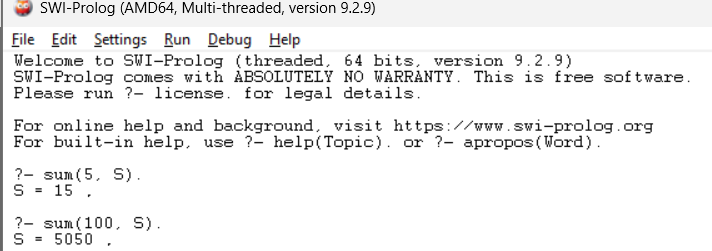 SWI-Prolog (AMD64, Multi-threaded, version 9.2.9)
File Edit Settings Run Debug Help
Welcome to SWI-Prolog (threaded, 64 bits, version 9.2.9)
SWI-Prolog comes with ABSOLUTELY NO WARRANTY. This is free software.
Please run ?- license. for legal details.
For online help and background, visit https://www.swi-prolog.org
For built-in help, use ?- help(Topic). or ?- apropos(Word).
?- sum(5, S).
S = 15 .
?- sum(100, S).
S = 5050 .